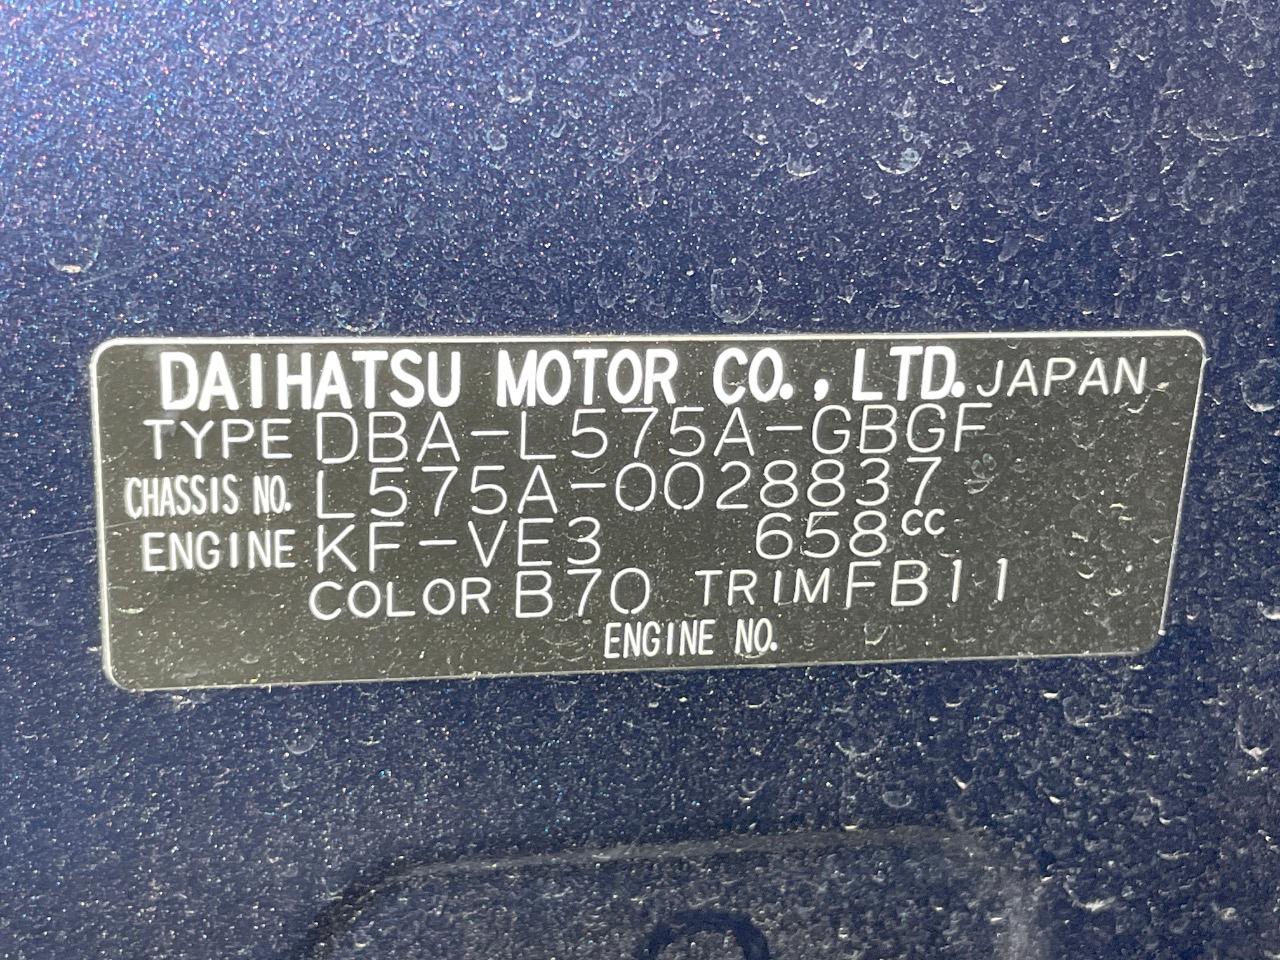 DAIHATSU MOTOR CO., LTD. JAPAN
TYPE DBA-L575A-GBGF
CHASSIS NO. L575A-0028837
ENGINE KF-VE3 658cc
COLOR B70 TRIM FB11
ENGINE NO.